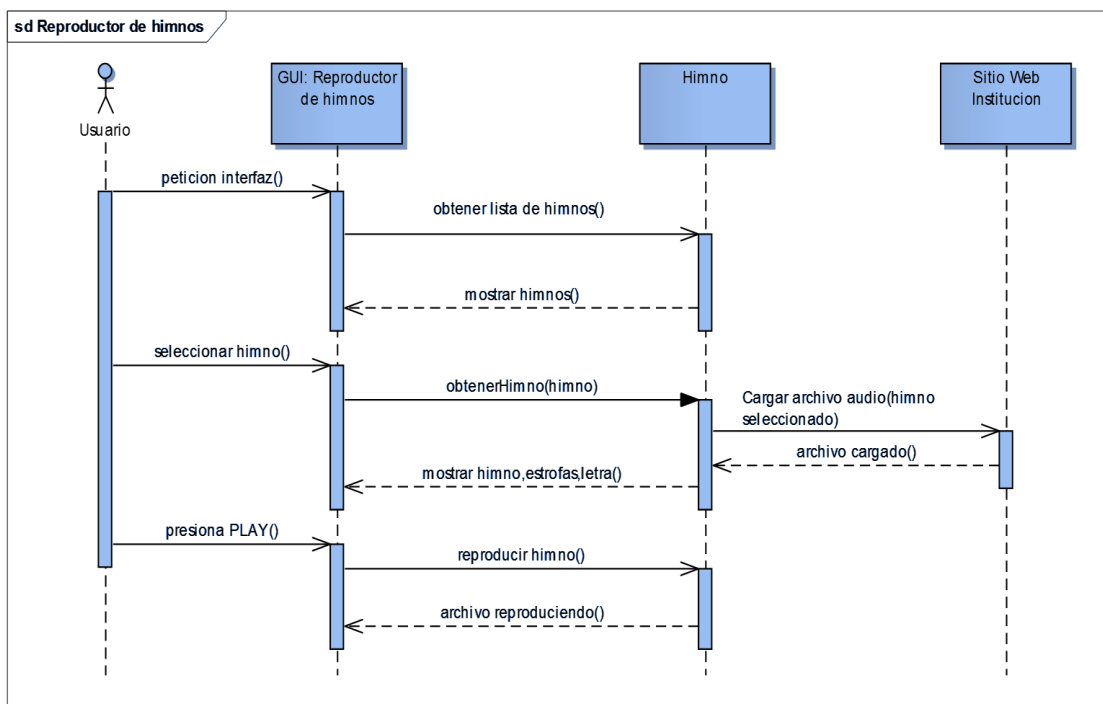 sd Reproductor de himnos
Usuario
GUI: Reproductor
de himnos
Himno
Sitio Web
Institucion
peticion interfaz()
obtener lista de himnos()
mostrar himnos()
seleccionar himno()
obtenerHimno(himno)
Cargar archivo audio(himno
seleccionado)
archivo cargado()
mostrar himno,estrofas,letra()
presiona PLAY()
reproducir himno()
archivo reproduciendo()